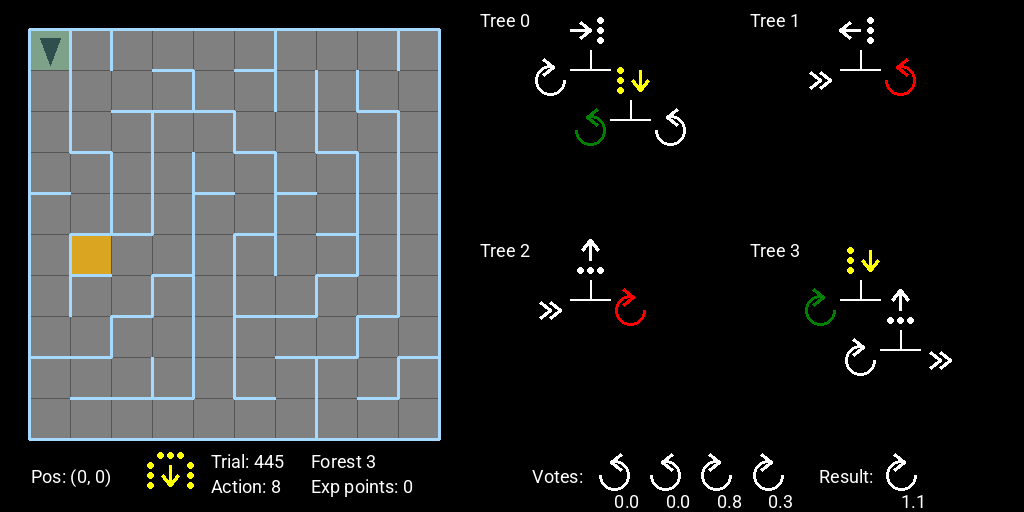 Tree 0
Tree 1
Tree 2
Tree 3
Pos: (0, 0)
Trial: 445
Action: 8
Forest 3
Exp points: 0
Votes:
0.0
0.0
0.8
0.3
Result:
1.1